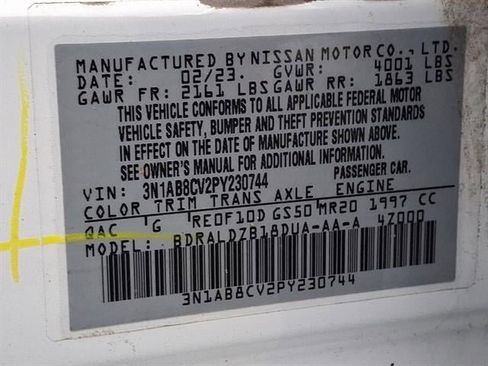 MANUFACTURED BY NISSAN MOTOR CO., LTD.
DATE: 02/23. GVWR: 4001 LBS
GAWR FR: 2161 LBS GAWR RR: 1863 LBS
THIS VEHICLE CONFORMS TO ALL APPLICABLE FEDERAL MOTOR
VEHICLE SAFETY, BUMPER AND THEFT PREVENTION STANDARDS
IN EFFECT ON THE DATE OF MANUFACTURE SHOWN ABOVE.
SEE OWNER'S MANUAL FOR ADDITIONAL INFORMATION.
VIN: 3N1AB8CV2PY230744 PASSENGER CAR.
COLOR TRIM TRANS AXLE ENGINE
QAC G RE0F10D GS50 MR20 1997 CC
MODEL: BDRALDZB18DUA-AA-A 47000
3N1AB8CV2PY230744